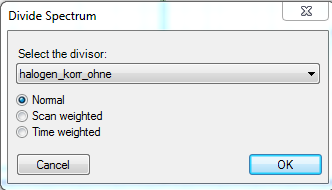 Divide Spectrum
Select the divisor:
halogen_korr_ohne
Normal
Scan weighted
Time weighted
Cancel OK